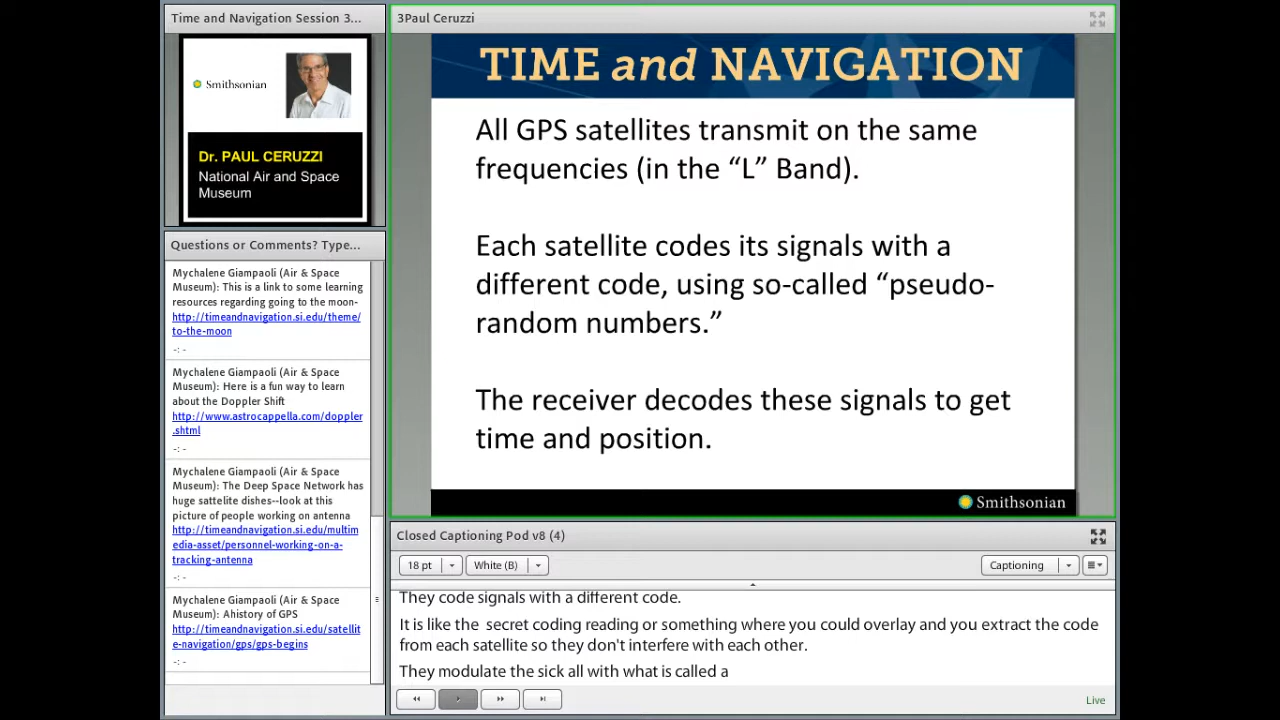 Time and Navigation Session 3...
Smithsonian
Dr. PAUL CERUZZI
National Air and Space
Museum
Questions or Comments? Type...
Mychalene Giampaoli (Air & Space
Museum): This is a link to some learning
resources regarding going to the moon-
http://timeandnavigation.si.edu/theme/
to-the-moon
-: -
Mychalene Giampaoli (Air & Space
Museum): Here is a fun way to learn
about the Doppler Shift
http://www.astrocappella.com/doppler
.shtml
-: -
Mychalene Giampaoli (Air & Space
Museum): The Deep Space Network has
huge sattelite dishes--look at this
picture of people working on antenna
http://timeandnavigation.si.edu/multim
edia-asset/personnel-working-on-a-
tracking-antenna
-: -
Mychalene Giampaoli (Air & Space
Museum): Ahistory of GPS
http://timeandnavigation.si.edu/satellit
e-navigation/gps/gps-begins
-: -
3Paul Ceruzzi
TIME and NAVIGATION
All GPS satellites transmit on the same
frequencies (in the “L” Band).
Each satellite codes its signals with a
different code, using so-called “pseudo-
random numbers.”
The receiver decodes these signals to get
time and position.
Smithsonian
Closed Captioning Pod v8 (4)
18 pt White (B) Captioning
They code signals with a different code.
It is like the secret coding reading or something where you could overlay and you extract the code
from each satellite so they don't interfere with each other.
They modulate the sick all with what is called a
Live